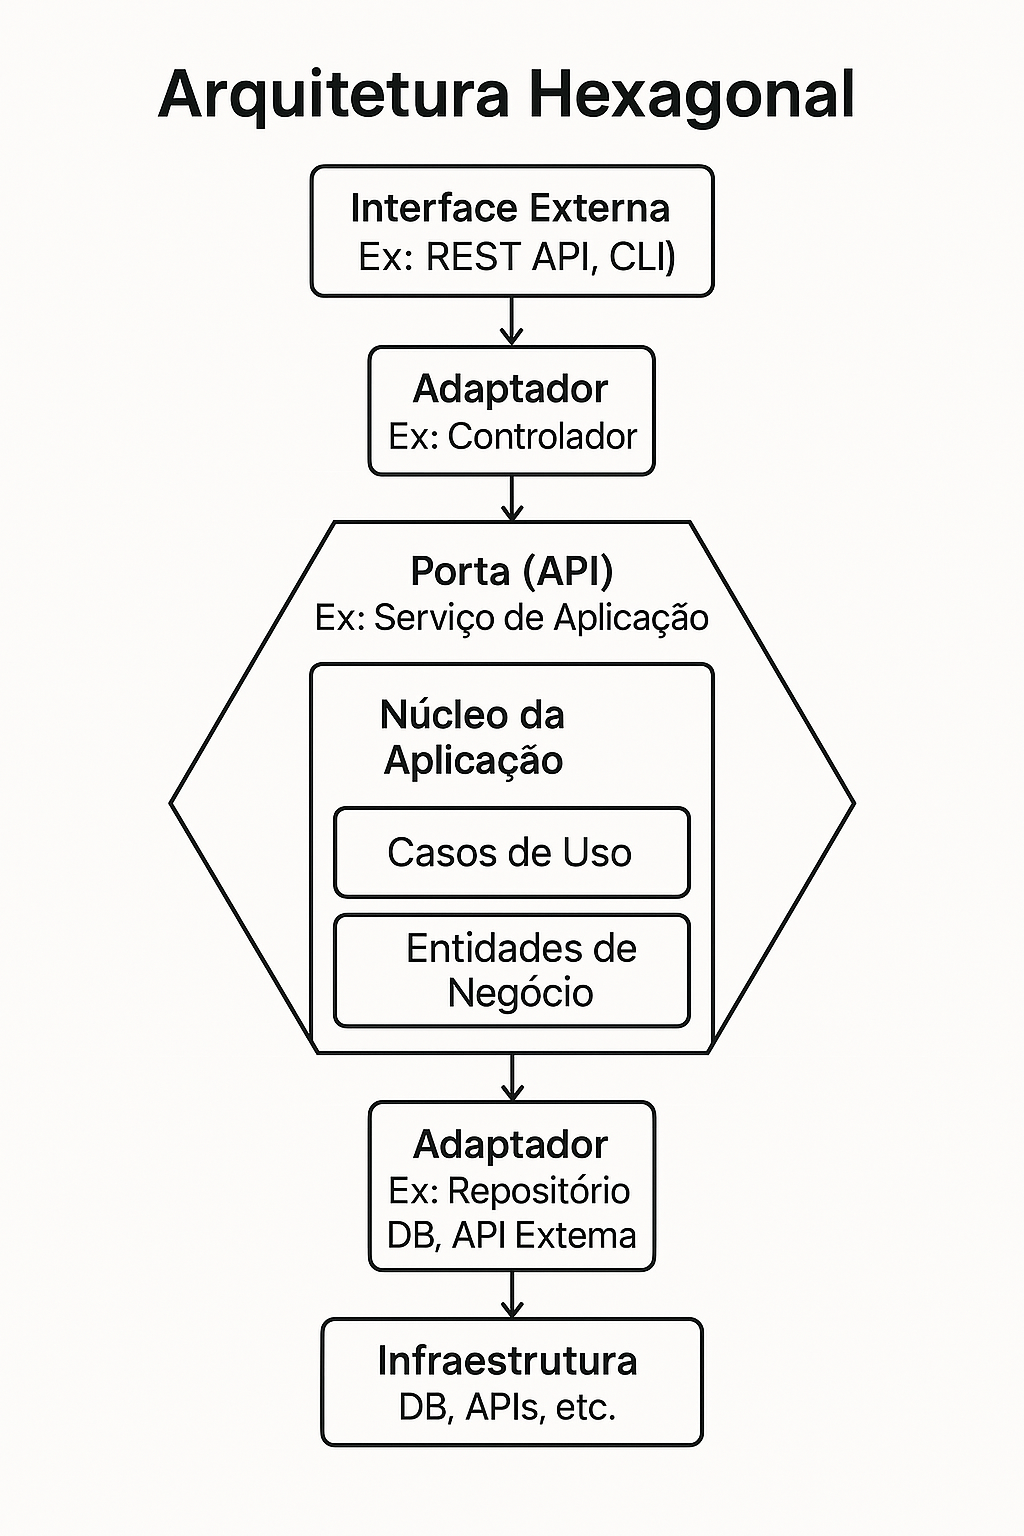 Arquitetura Hexagonal
Interface Externa
Ex: REST API, CLI)
Adaptador
Ex: Controlador
Porta (API)
Ex: Serviço de Aplicação
Núcleo da
Aplicação
Casos de Uso
Entidades de
Negócio
Adaptador
Ex: Repositório
DB, API Extema
Infraestrutura
DB, APIs, etc.